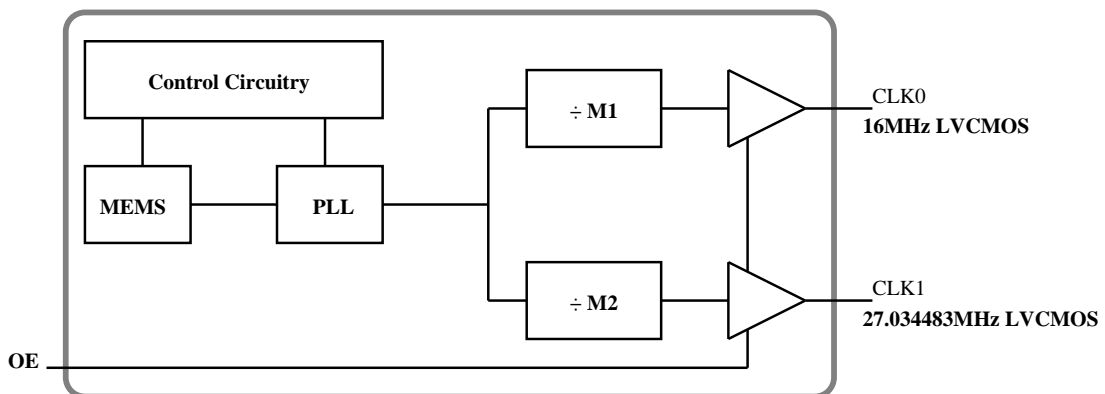 Control Circuitry
MEMS
PLL
÷ M1
÷ M2
CLK0
16MHz LVCMOS
CLK1
27.034483MHz LVCMOS
OE